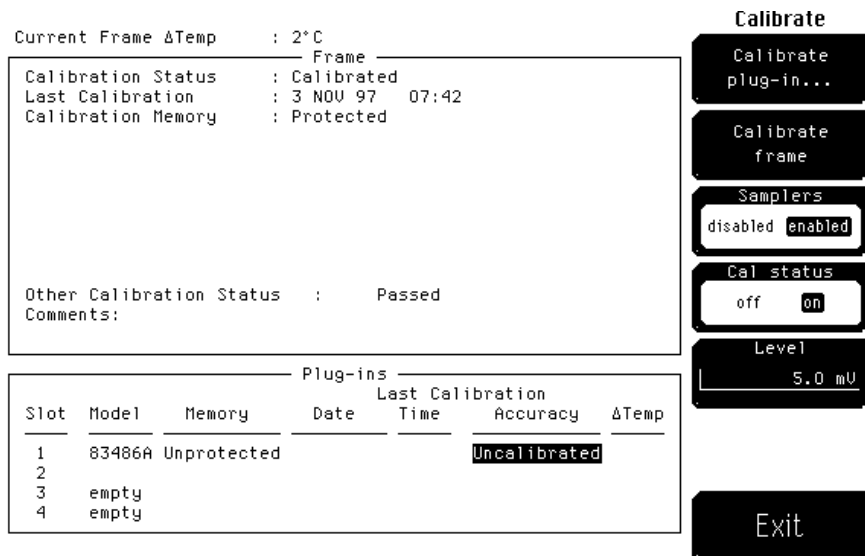 Current Frame ΔTemp : 2°C
Frame
Calibration Status : Calibrated
Last Calibration : 3 NOV 97 07:42
Calibration Memory : Protected
Other Calibration Status : Passed
Comments:
Plug-ins
Last Calibration
Slot Model Memory Date Time Accuracy ΔTemp
1 83486A Unprotected Uncalibrated
2
3 empty
4 empty
Calibrate
Calibrate
plug-in...
Calibrate
frame
Samplers
disabled enabled
Cal status
off on
Level
5.0 mV
Exit